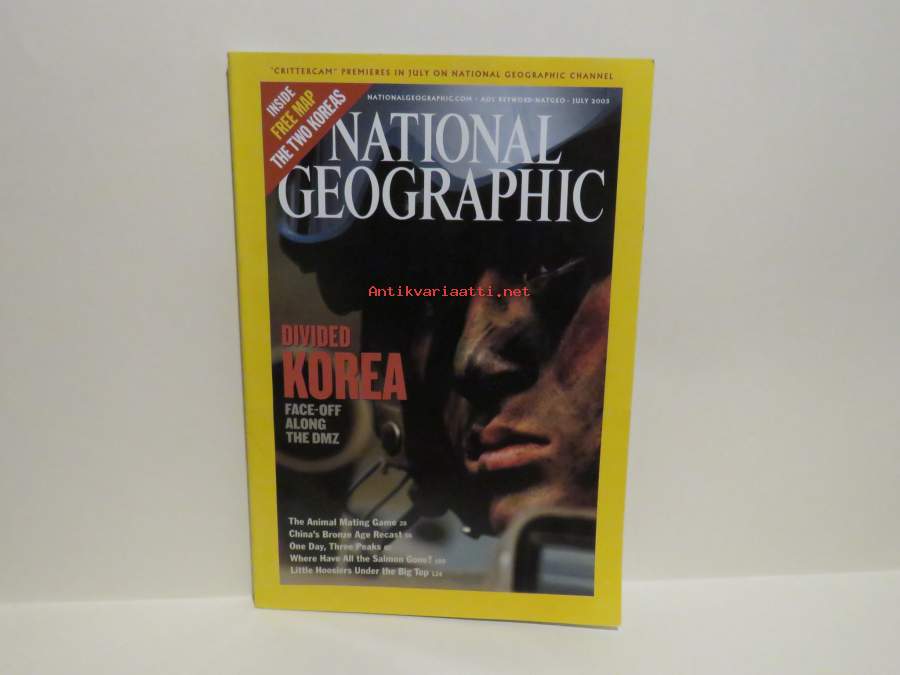 "CRITTERCAM" PREMIERES IN JULY ON NATIONAL GEOGRAPHIC CHANNEL
NATIONALGEOGRAPHIC.COM • AOL KEYWORD: NATGEO • JULY 2003
INSIDE
FREE MAP
THE TWO KOREAS
NATIONAL
GEOGRAPHIC
Antikvariaatti.net
DIVIDED
KOREA
FACE-OFF
ALONG
THE DMZ
The Animal Mating Game 28
China's Bronze Age Recast
One Day, Three Peaks
Where Have All the Salmon Gone?
Little Hoosiers Under the Big Top 124